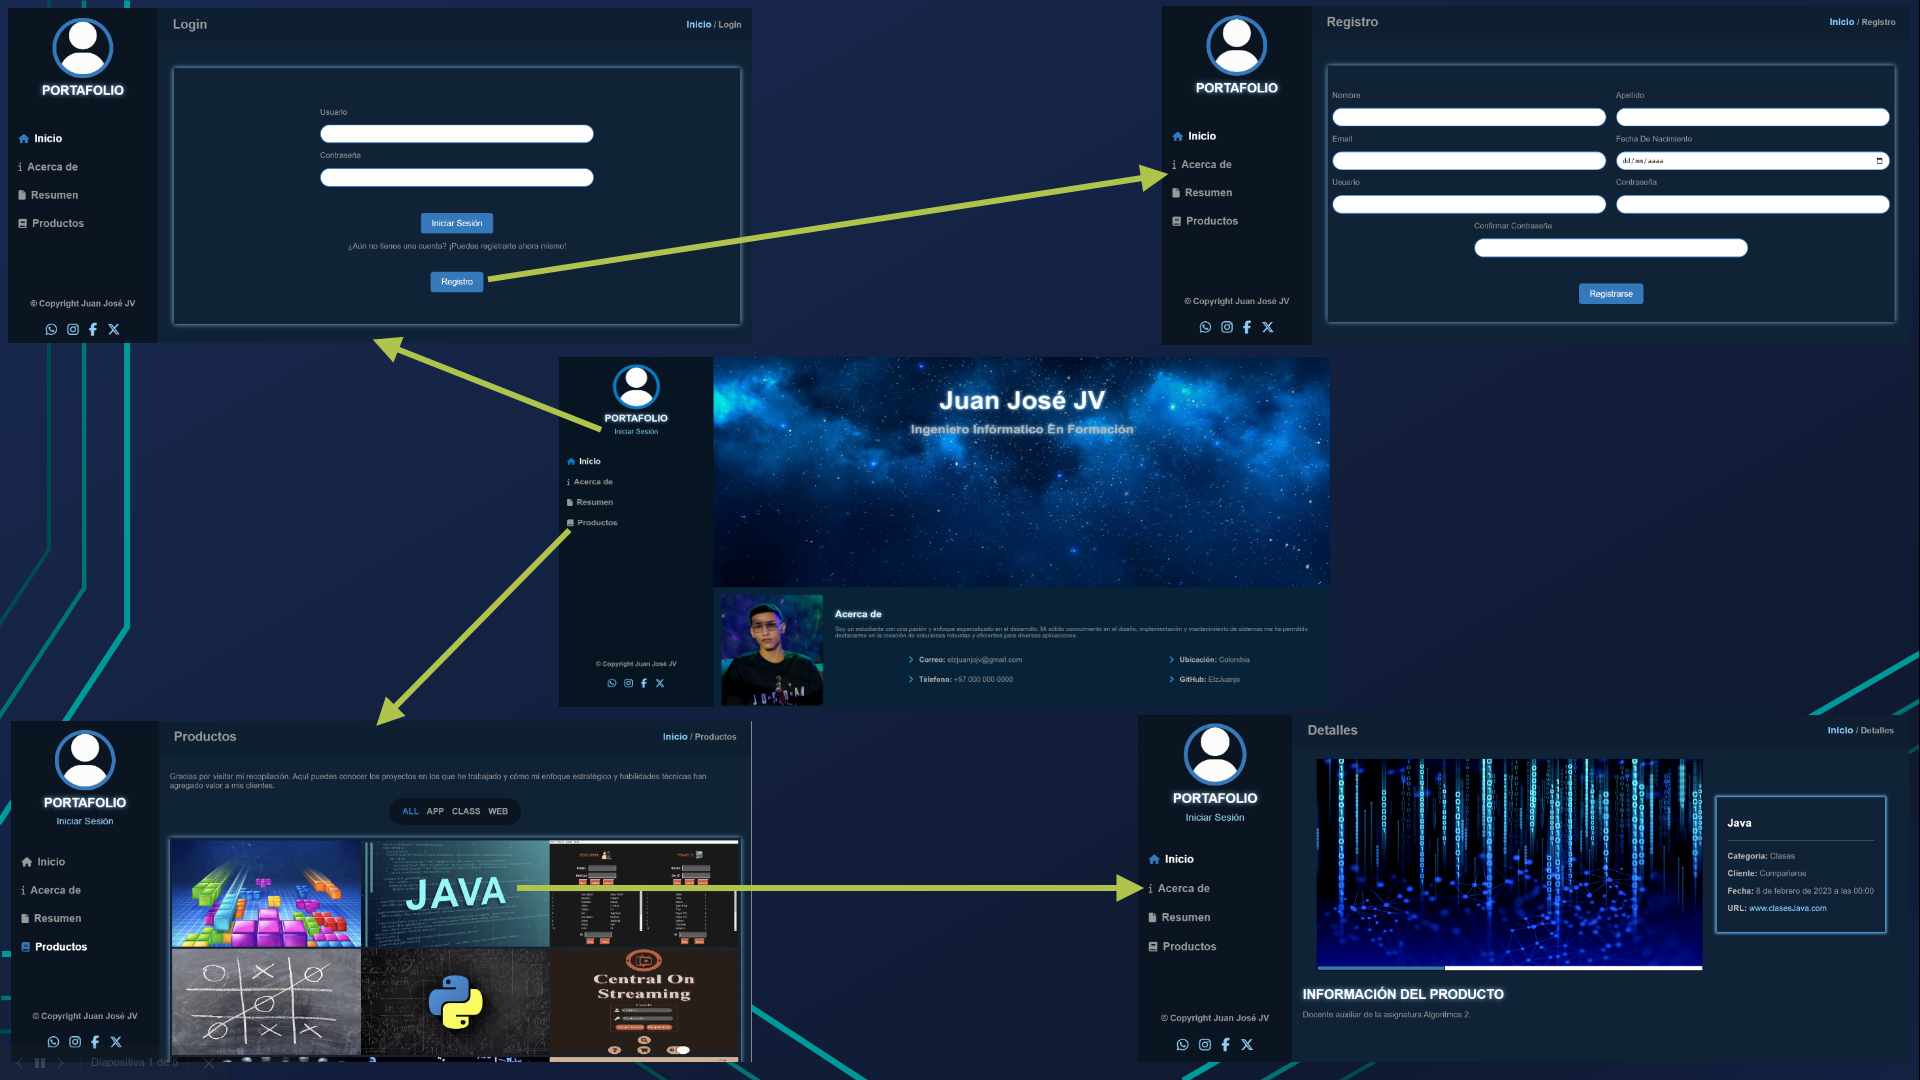 Login
Inicio / Login
PORTAFOLIO
Inicio
Acerca de
Resumen
Productos
© Copyright Juan José JV
Usuario
Contraseña
Iniciar Sesión
¿Aún no tienes una cuenta? ¡Puedes registrarte ahora mismo!
Registro
Registro
Inicio / Registro
PORTAFOLIO
Inicio
Acerca de
Resumen
Productos
© Copyright Juan José JV
Nombre
Apellido
Email
Fecha De Nacimiento
dd/mm/aaaa
Usuario
Contraseña
Confirmar Contraseña
Registrarse
PORTAFOLIO
Iniciar Sesión
Inicio
Acerca de
Resumen
Productos
© Copyright Juan José JV
Juan José JV
Ingeniero Infórmatico En Formación
Acerca de
Soy un estudiante con una pasión y enfoque especializado en el desarrollo. Mi sólido conocimiento en el diseño, implementación y mantenimiento de sistemas me ha permitido
destacarme en la creación de soluciones robustas y eficientes para diversas aplicaciones.
Correo: elzjuanjojv@gmail.com
Ubicación: Colombia
Télefono: +57 000 000 0000
GitHub: ElzJuanjo
Productos
Inicio / Productos
PORTAFOLIO
Iniciar Sesión
Inicio
Acerca de
Resumen
Productos
© Copyright Juan José JV
Gracias por visitar mi recopilación. Aquí puedes conocer los proyectos en los que he trabajado y cómo mi enfoque estratégico y habilidades técnicas han
agregado valor a mis clientes.
ALL APP CLASS WEB
JAVA
Central On
Streaming
Diapositiva 1 de 5
Detalles
Inicio / Detalles
PORTAFOLIO
Iniciar Sesión
Inicio
Acerca de
Resumen
Productos
© Copyright Juan José JV
Java
Categoria: Clases
Cliente: Compañeros
Fecha: 8 de febrero de 2023 a las 00:00
URL: www.clasesJava.com
INFORMACIÓN DEL PRODUCTO
Docente auxiliar de la asignatura Algoritmos 2.